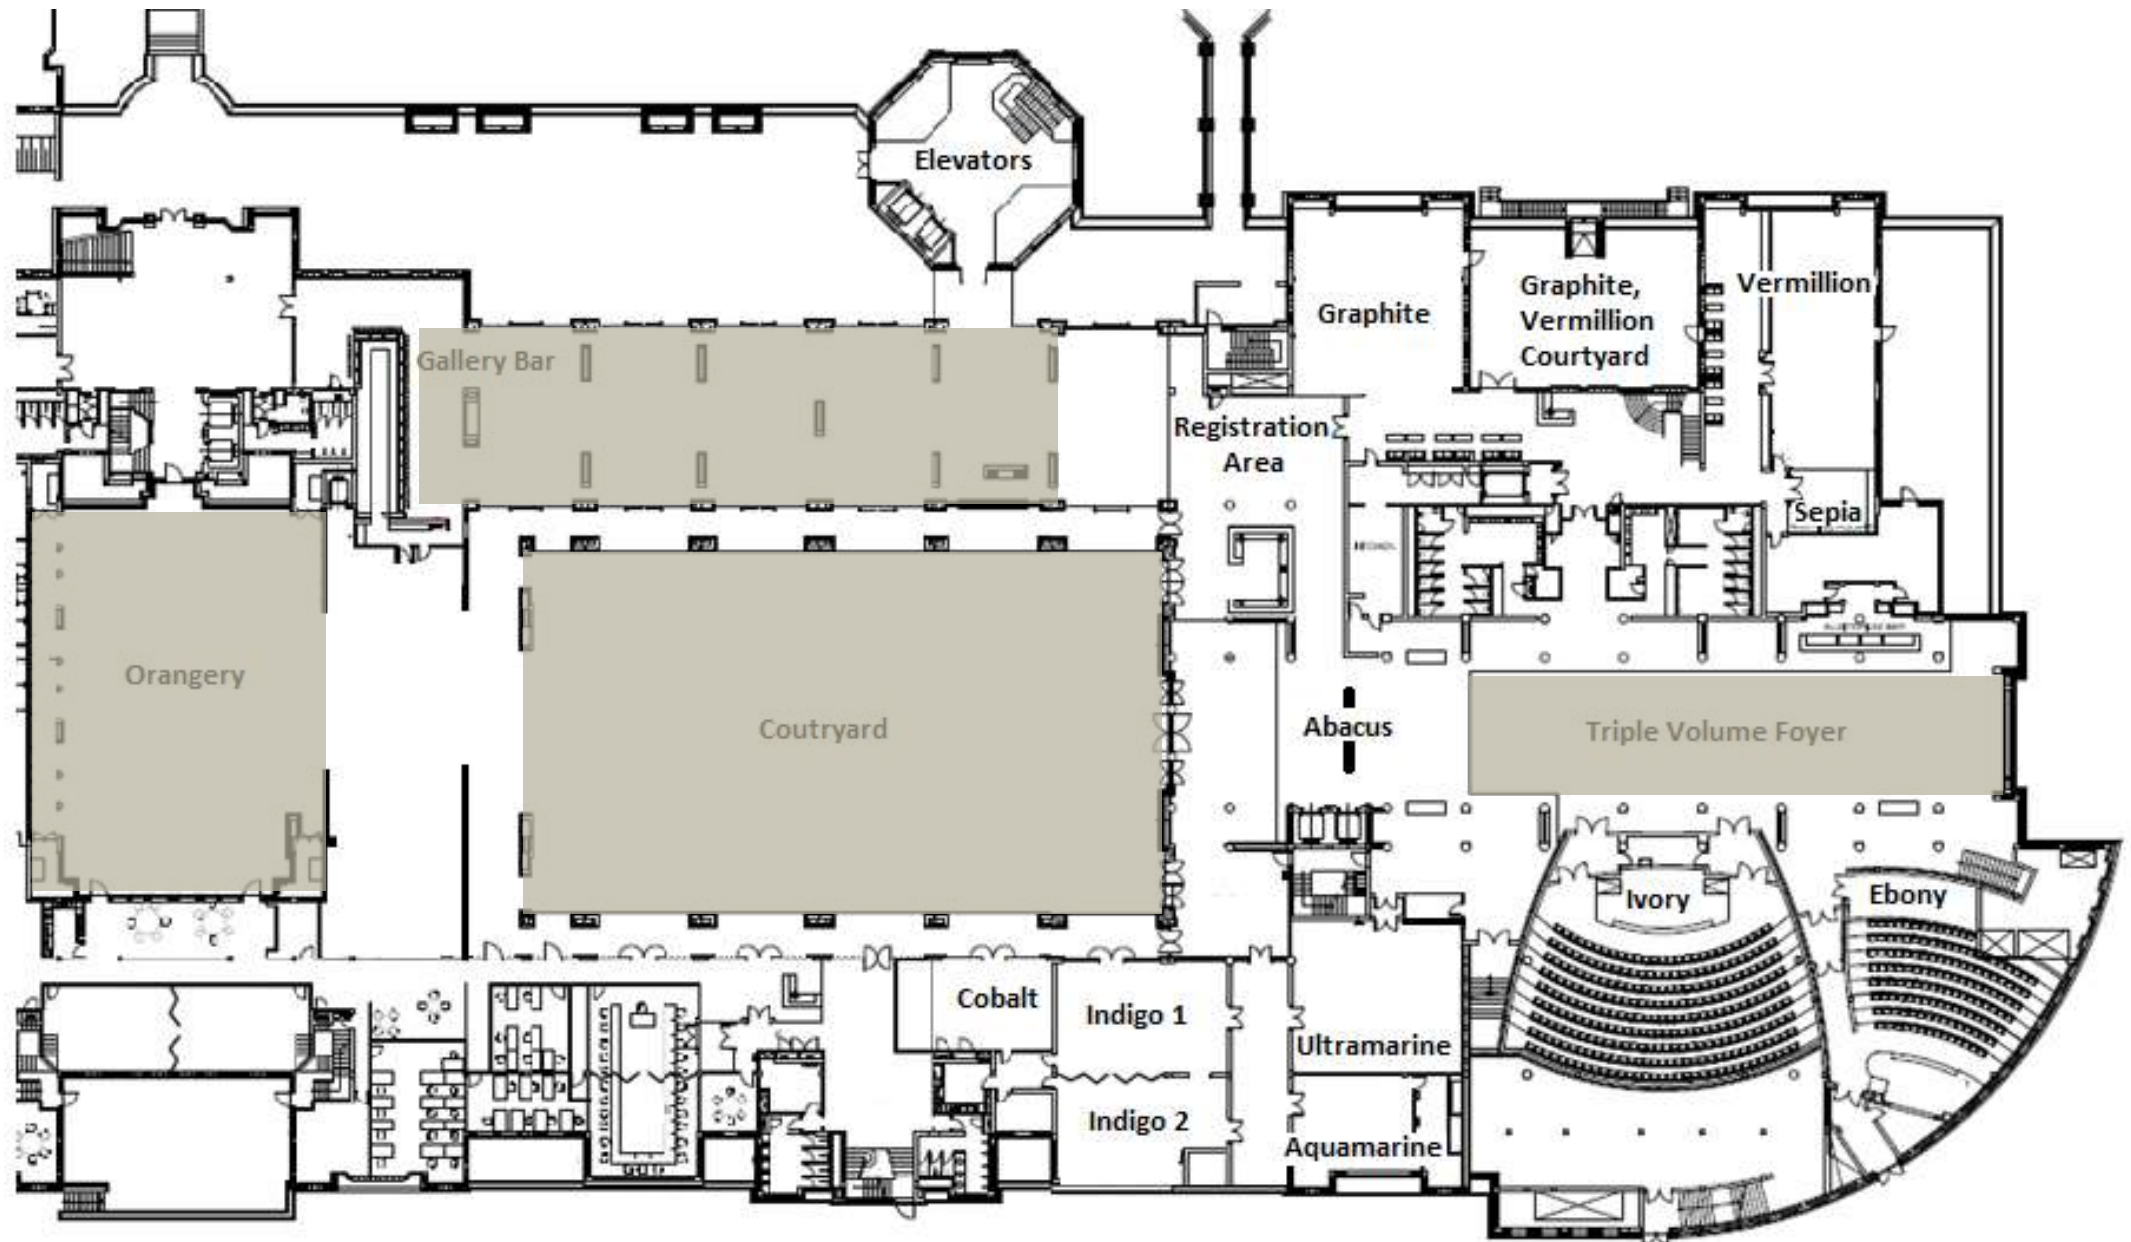 Elevators
Graphite
Graphite,
Vermillion
Courtyard
Vermillion
Gallery Bar
Registration
Area
Sepia
Orangery
Coutryard
Abacus
Triple Volume Foyer
Ivory
Ebony
Cobalt
Indigo 1
Ultramarine
Indigo 2
Aquamarine